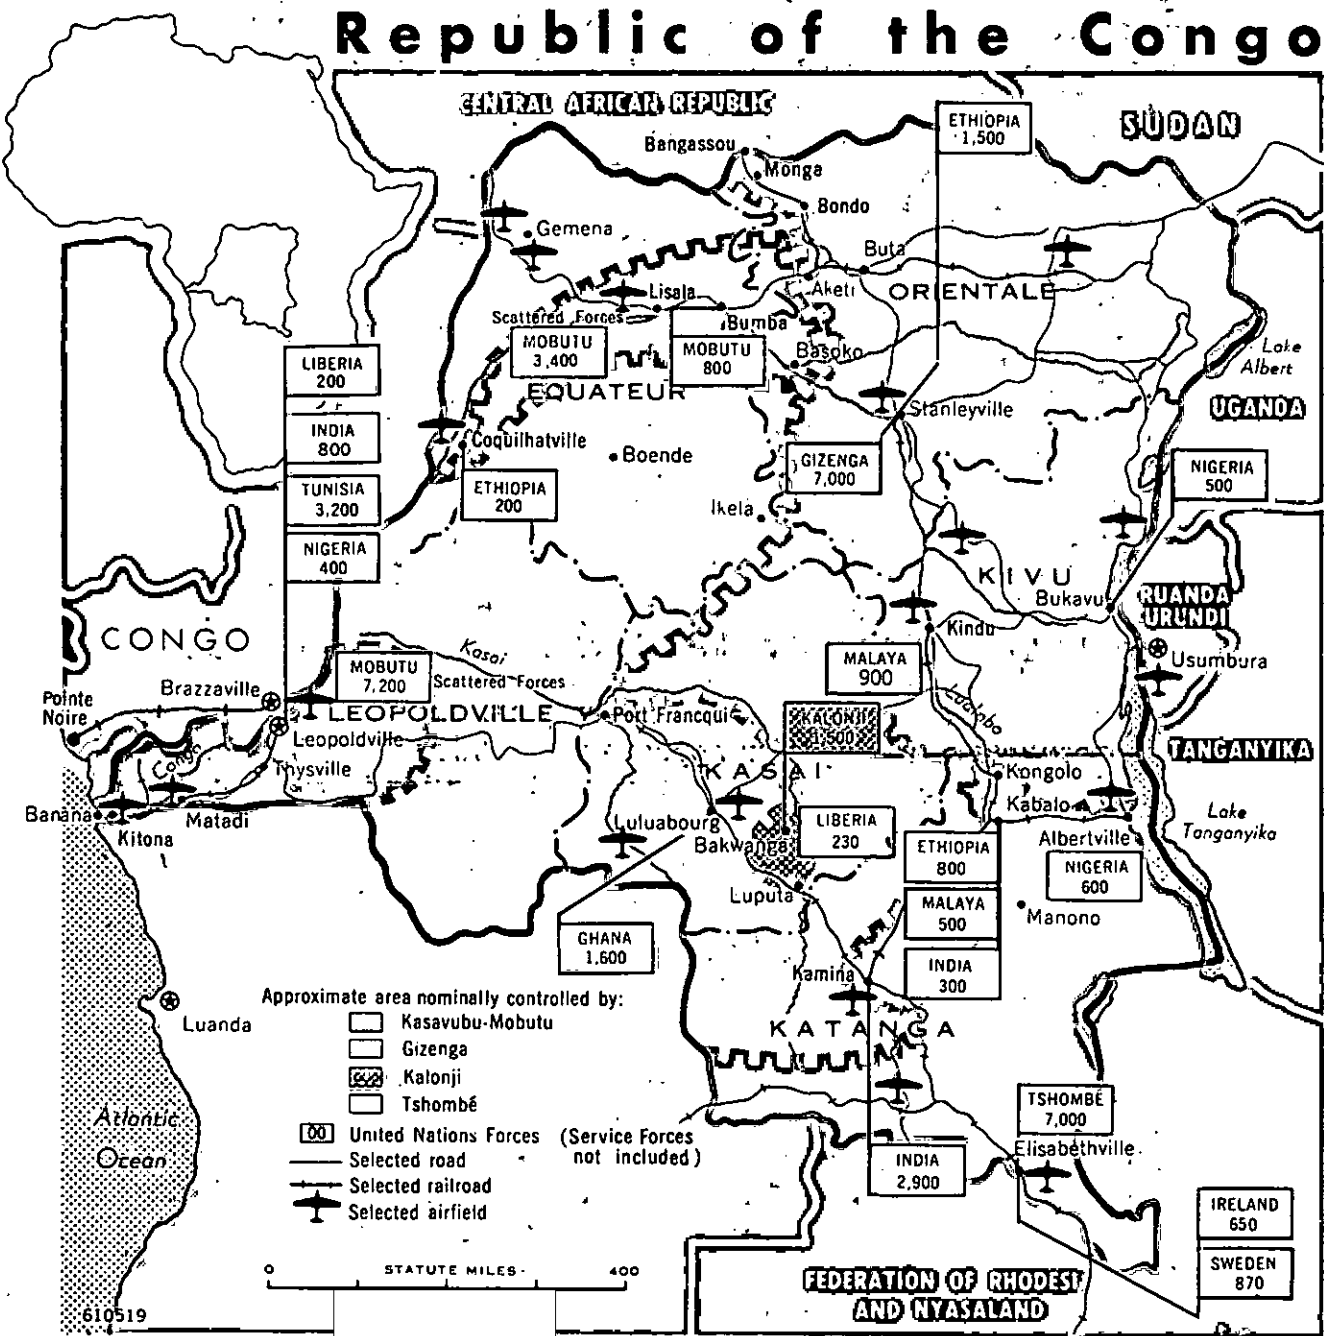 Republic of the Congo
CENTRAL AFRICAN REPUBLIC
SUDAN
ETHIOPIA
1,500
Bangassou
Monga
Bondo
Gemena
Buta
Aketi
ORIENTALE
Lisala
Bumba
Scattered Forces
MOBUTU
3,400
MOBUTU
800
Basoko
Lake
Albert
EQUATEUR
UGANDA
LIBERIA
200
INDIA
800
TUNISIA
3,200
NIGERIA
400
Stanleyville
Coquilhatville
Boende
GIZENGA
7,000
NIGERIA
500
ETHIOPIA
200
Ikela
KIVU
Bukavu
RUANDA
URUNDI
Kindu
Usumbura
CONGO
Kasai
MOBUTU
7,200
Scattered Forces
MALAYA
900
Brazzaville
Pointe
Noire
LEOPOLDVILLE
Leopoldville
Port Francqui
KALONJI
1,500
Lualaba
TANGANYIKA
Congo
Thysville
KASAI
Kongolo
Kabalo
Banana
Kitona
Matadi
Luluabourg
Bakwanga
LIBERIA
230
ETHIOPIA
800
Albertville
Lake
Tanganyika
NIGERIA
600
Luputa
MALAYA
500
Manono
GHANA
1,600
INDIA
300
Kamina
KATANGA
Luanda
Approximate area nominally controlled by:
Kasavubu-Mobutu
Gizenga
Kalonji
Tshombé
00 United Nations Forces (Service Forces
not included)
Selected road
Selected railroad
Selected airfield
Atlantic
Ocean
TSHOMBÉ
7,000
Elisabethville
INDIA
2,900
IRELAND
650
SWEDEN
870
0 STATUTE MILES 400
FEDERATION OF RHODESI
AND NYASALAND
610519